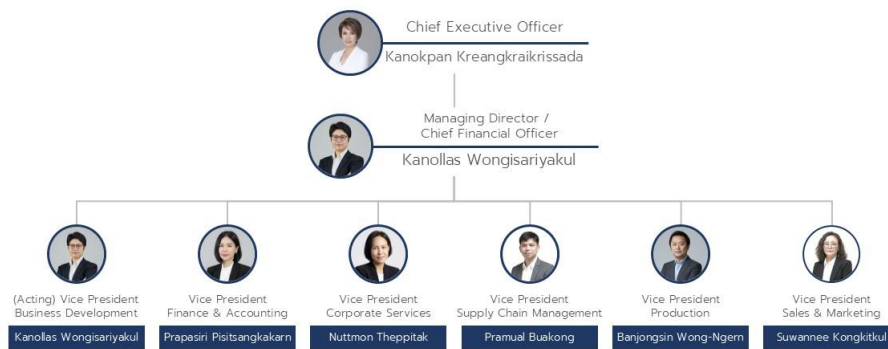 Chief Executive Officer
Kanokpan Kreangkraikrissada
Managing Director /
Chief Financial Officer
Kanollas Wongisariyakul
(Acting) Vice President
Business Development
Kanollas Wongisariyakul
Vice President
Finance & Accounting
Prapasiri Pisitsangkakarn
Vice President
Corporate Services
Nuttmon Theppitak
Vice President
Supply Chain Management
Pramual Buakong
Vice President
Production
Banjongsin Wong-Ngern
Vice President
Sales & Marketing
Suwannee Kongkitkul